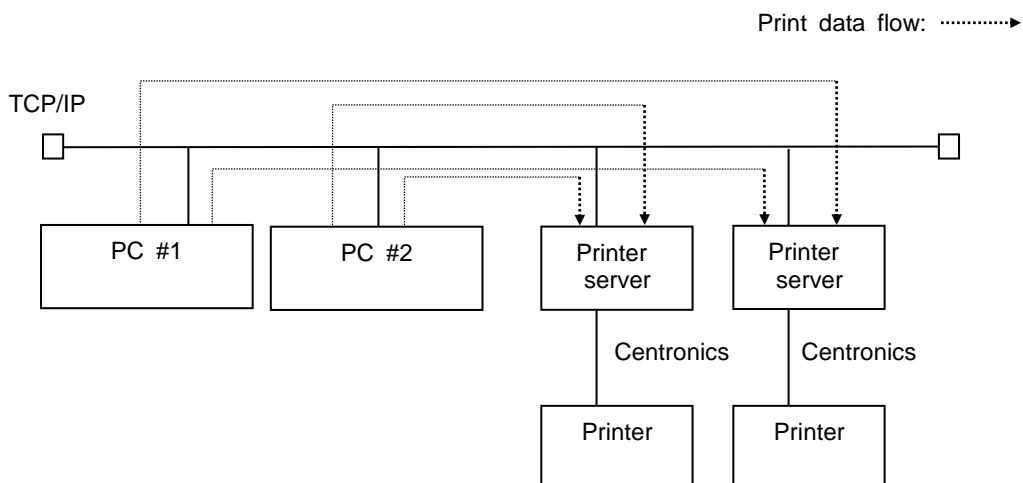 Print data flow:
TCP/IP
PC #1
PC #2
Printer
server
Printer
server
Centronics
Centronics
Printer
Printer